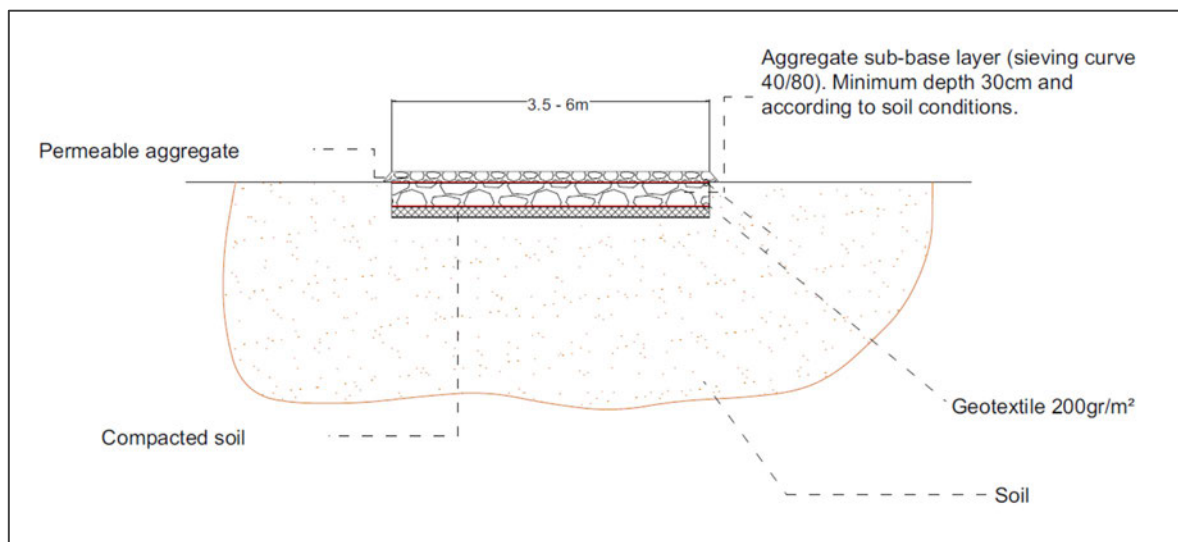 Aggregate sub-base layer (sieving curve
40/80). Minimum depth 30cm and
according to soil conditions.
3.5 - 6m
Permeable aggregate
Geotextile 200gr/m²
Compacted soil
Soil